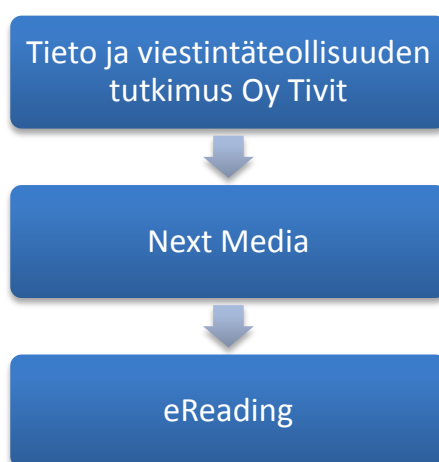 Tieto ja viestintäteollisuuden
tutkimus Oy Tivit
Next Media
eReading